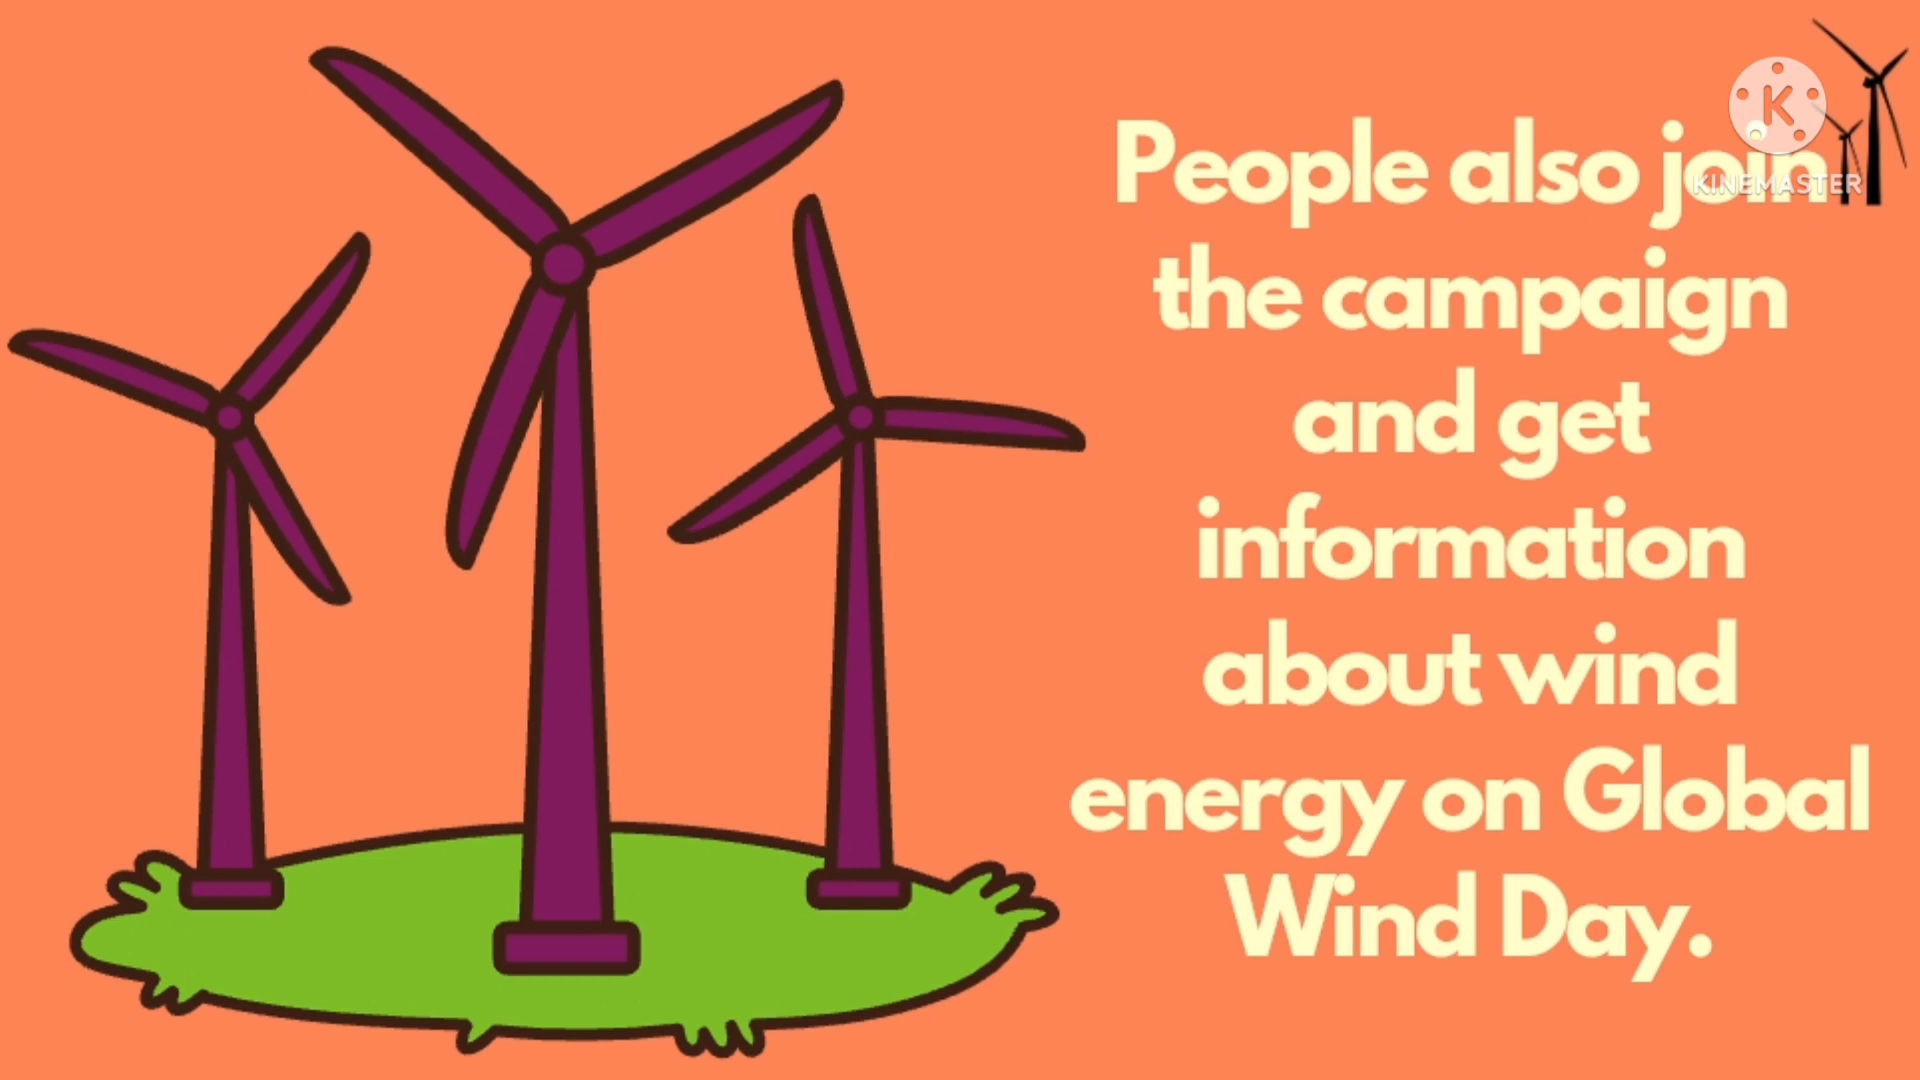 People also join
the campaign
and get
information
about wind
energy on Global
Wind Day.
K
KINEMASTER